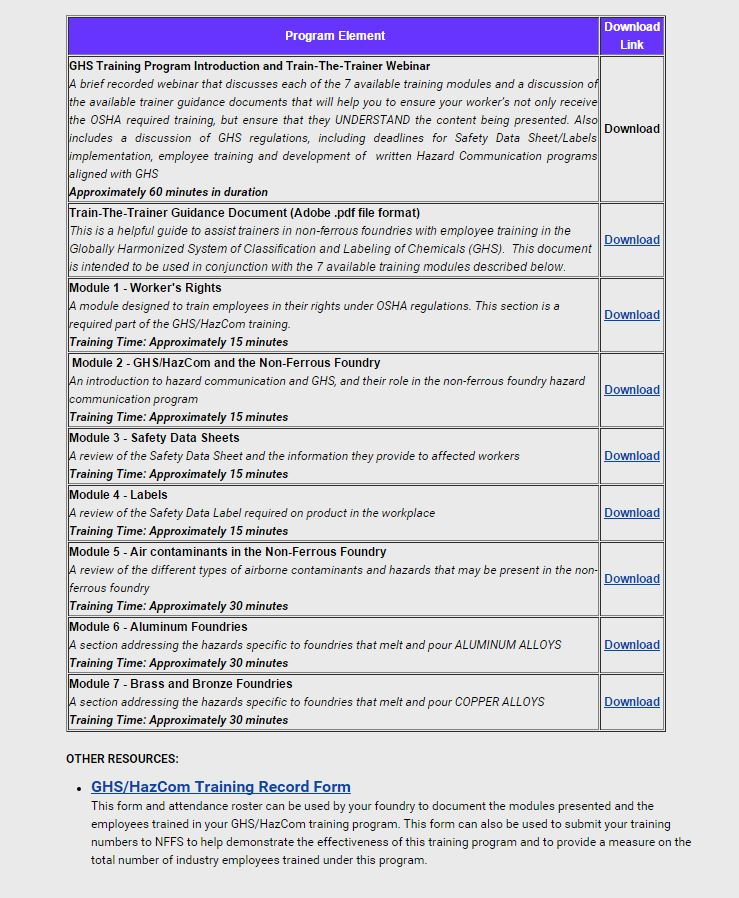 Program Element
Download
Link
GHS Training Program Introduction and Train-The-Trainer Webinar
A brief recorded webinar that discusses each of the 7 available training modules and a discussion of
the available trainer guidance documents that will help you to ensure your worker's not only receive
the OSHA required training, but ensure that they UNDERSTAND the content being presented. Also
includes a discussion of GHS regulations, including deadlines for Safety Data Sheet/Labels
implementation, employee training and development of written Hazard Communication programs
aligned with GHS
Approximately 60 minutes in duration
Download
Train-The-Trainer Guidance Document (Adobe .pdf file format)
This is a helpful guide to assist trainers in non-ferrous foundries with employee training in the
Globally Harmonized System of Classification and Labeling of Chemicals (GHS). This document
is intended to be used in conjunction with the 7 available training modules described below.
Download
Module 1 - Worker's Rights
A module designed to train employees in their rights under OSHA regulations. This section is a
required part of the GHS/HazCom training.
Training Time: Approximately 15 minutes
Download
Module 2 - GHS/HazCom and the Non-Ferrous Foundry
An introduction to hazard communication and GHS, and their role in the non-ferrous foundry hazard
communication program
Training Time: Approximately 15 minutes
Download
Module 3 - Safety Data Sheets
A review of the Safety Data Sheet and the information they provide to affected workers
Training Time: Approximately 15 minutes
Download
Module 4 - Labels
A review of the Safety Data Label required on product in the workplace
Training Time: Approximately 15 minutes
Download
Module 5 - Air contaminants in the Non-Ferrous Foundry
A review of the different types of airborne contaminants and hazards that may be present in the non-
ferrous foundry
Training Time: Approximately 30 minutes
Download
Module 6 - Aluminum Foundries
A section addressing the hazards specific to foundries that melt and pour ALUMINUM ALLOYS
Training Time: Approximately 30 minutes
Download
Module 7 - Brass and Bronze Foundries
A section addressing the hazards specific to foundries that melt and pour COPPER ALLOYS
Training Time: Approximately 30 minutes
Download
OTHER RESOURCES:
• GHS/HazCom Training Record Form
This form and attendance roster can be used by your foundry to document the modules presented and the
employees trained in your GHS/HazCom training program. This form can also be used to submit your training
numbers to NFFS to help demonstrate the effectiveness of this training program and to provide a measure on the
total number of industry employees trained under this program.